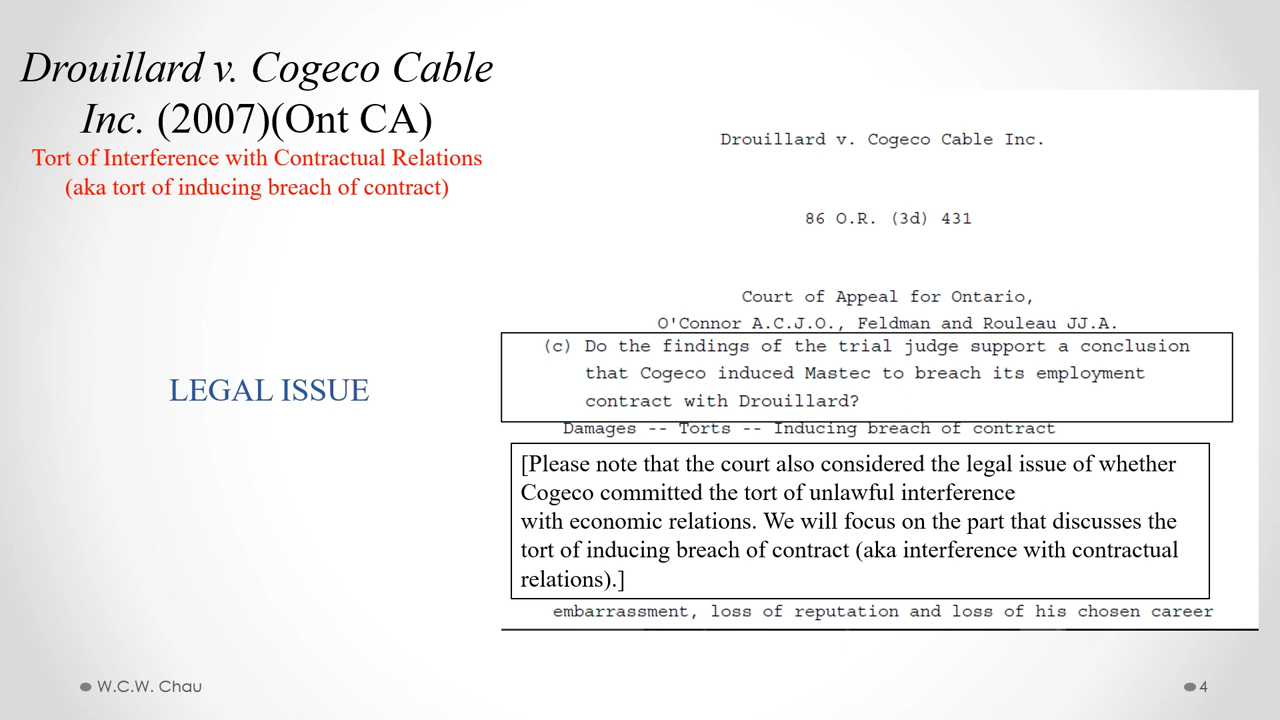 Drouillard v. Cogeco Cable
Inc. (2007)(Ont CA)
Tort of Interference with Contractual Relations
(aka tort of inducing breach of contract)
LEGAL ISSUE
Drouillard v. Cogeco Cable Inc.
86 O.R. (3d) 431
Court of Appeal for Ontario,
O'Connor A.C.J.O., Feldman and Rouleau JJ.A.
(c) Do the findings of the trial judge support a conclusion
that Cogeco induced Mastec to breach its employment
contract with Drouillard?
Damages -- Torts -- Inducing breach of contract
[Please note that the court also considered the legal issue of whether
Cogeco committed the tort of unlawful interference
with economic relations. We will focus on the part that discusses the
tort of inducing breach of contract (aka interference with contractual
relations).]
embarrassment, loss of reputation and loss of his chosen career
W.C.W. Chau
4